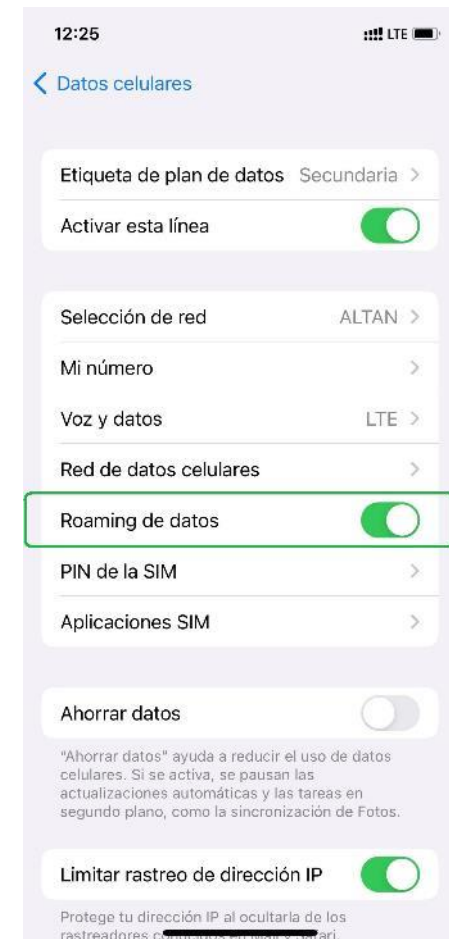 12:25 LTE
Datos celulares
Etiqueta de plan de datos Secundaria
Activar esta línea
Selección de red ALTAN
Mi número
Voz y datos LTE
Red de datos celulares
Roaming de datos
PIN de la SIM
Aplicaciones SIM
Ahorrar datos
"Ahorrar datos" ayuda a reducir el uso de datos
celulares. Si se activa, se pausan las
actualizaciones automáticas y las tareas en
segundo plano, como la sincronización de Fotos.
Limitar rastreo de dirección IP
Protege tu dirección IP al ocultarla de los
rastreadores conocidos en Mail y Safari.